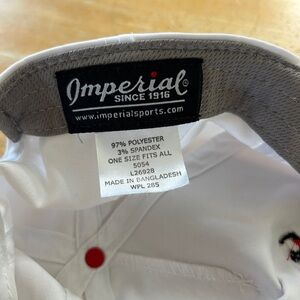 Imperial®
SINCE 1916
www.imperialsports.com
97% POLYESTER
3% SPANDEX
ONE SIZE FITS ALL
5054
L26928
MADE IN BANGLADESH
WPL 285